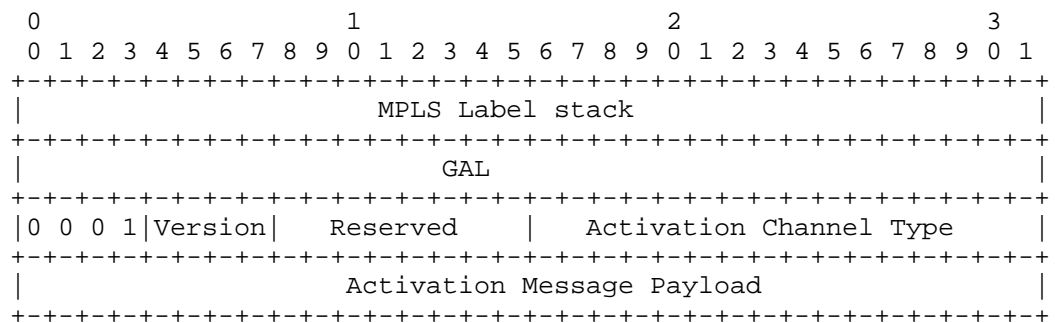 0                   1                   2                   3
 0 1 2 3 4 5 6 7 8 9 0 1 2 3 4 5 6 7 8 9 0 1 2 3 4 5 6 7 8 9 0 1
+-+-+-+-+-+-+-+-+-+-+-+-+-+-+-+-+-+-+-+-+-+-+-+-+-+-+-+-+-+-+-+-+
|                      MPLS Label stack                         |
+-+-+-+-+-+-+-+-+-+-+-+-+-+-+-+-+-+-+-+-+-+-+-+-+-+-+-+-+-+-+-+-+
|                          GAL                                  |
+-+-+-+-+-+-+-+-+-+-+-+-+-+-+-+-+-+-+-+-+-+-+-+-+-+-+-+-+-+-+-+-+
|0 0 0 1|Version|   Reserved    |   Activation Channel Type     |
+-+-+-+-+-+-+-+-+-+-+-+-+-+-+-+-+-+-+-+-+-+-+-+-+-+-+-+-+-+-+-+-+
|                    Activation Message Payload                 |
+-+-+-+-+-+-+-+-+-+-+-+-+-+-+-+-+-+-+-+-+-+-+-+-+-+-+-+-+-+-+-+-+